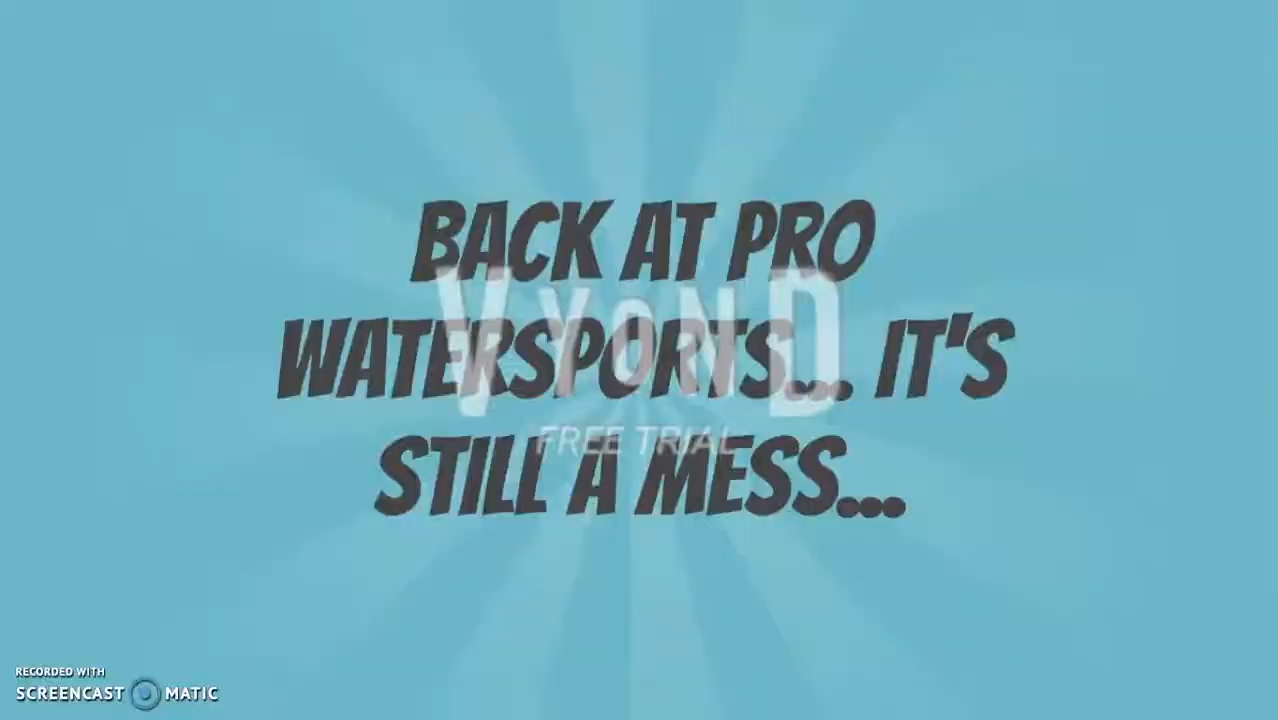 BACK AT PRO
WATERSPORTS... IT'S
STILL A MESS...
VYOND
FREE TRIAL
RECORDED WITH
SCREENCAST MATIC